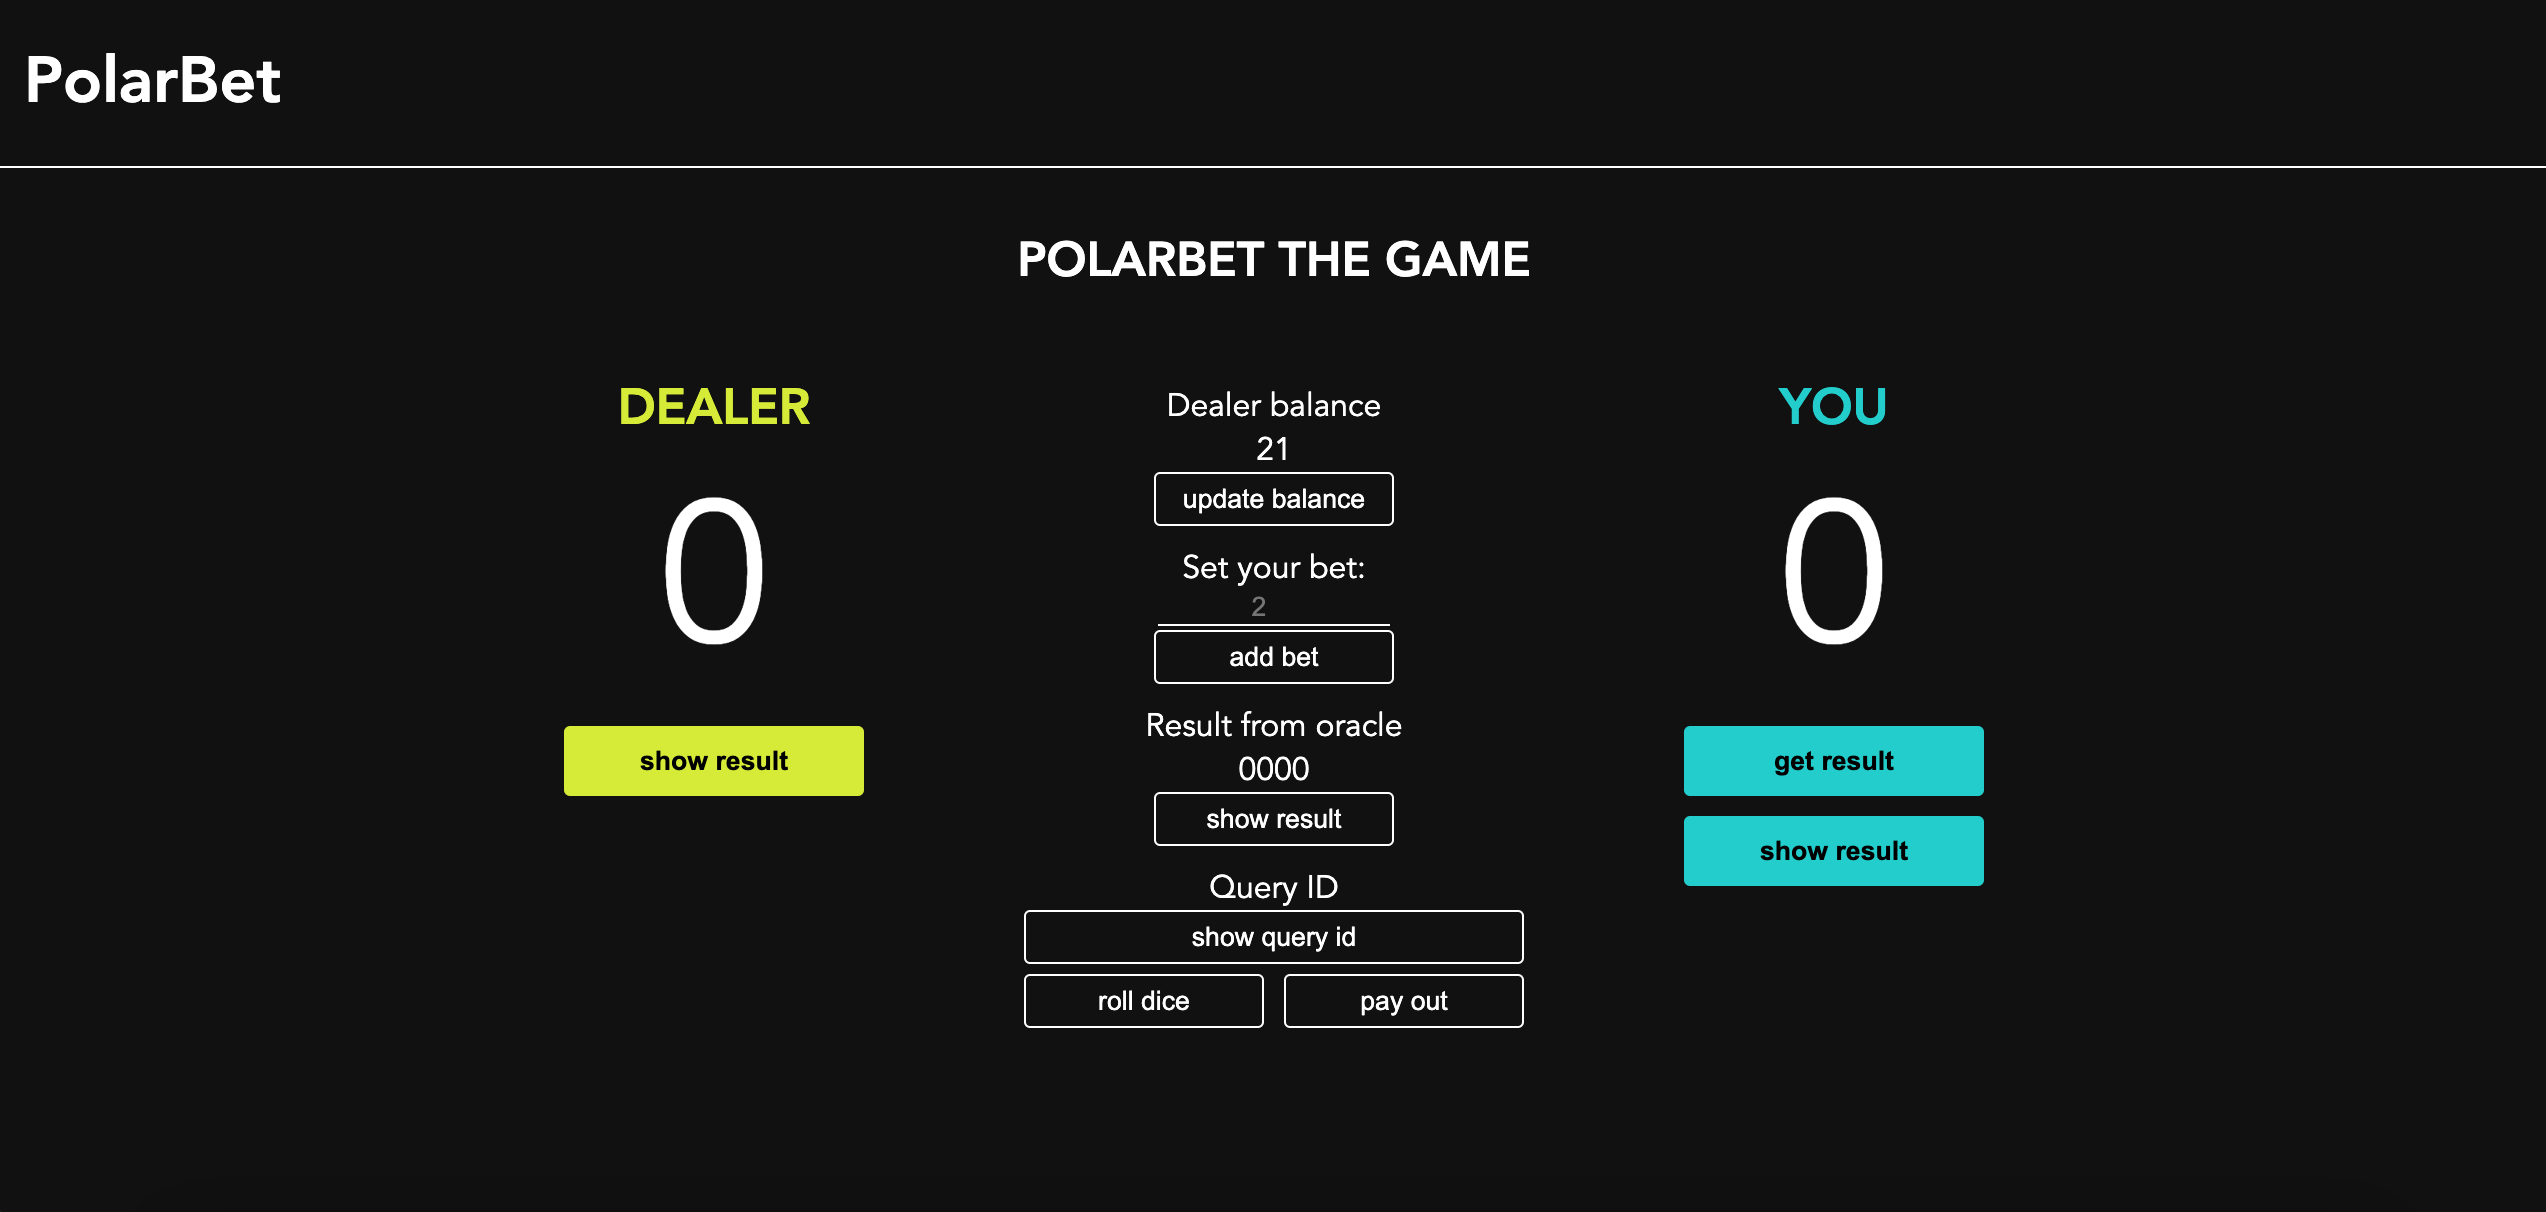 PolarBet
POLARBET THE GAME
DEALER
0
show result
Dealer balance
21
update balance
Set your bet:
2
add bet
Result from oracle
0000
show result
Query ID
show query id
roll dice
pay out
YOU
0
get result
show result